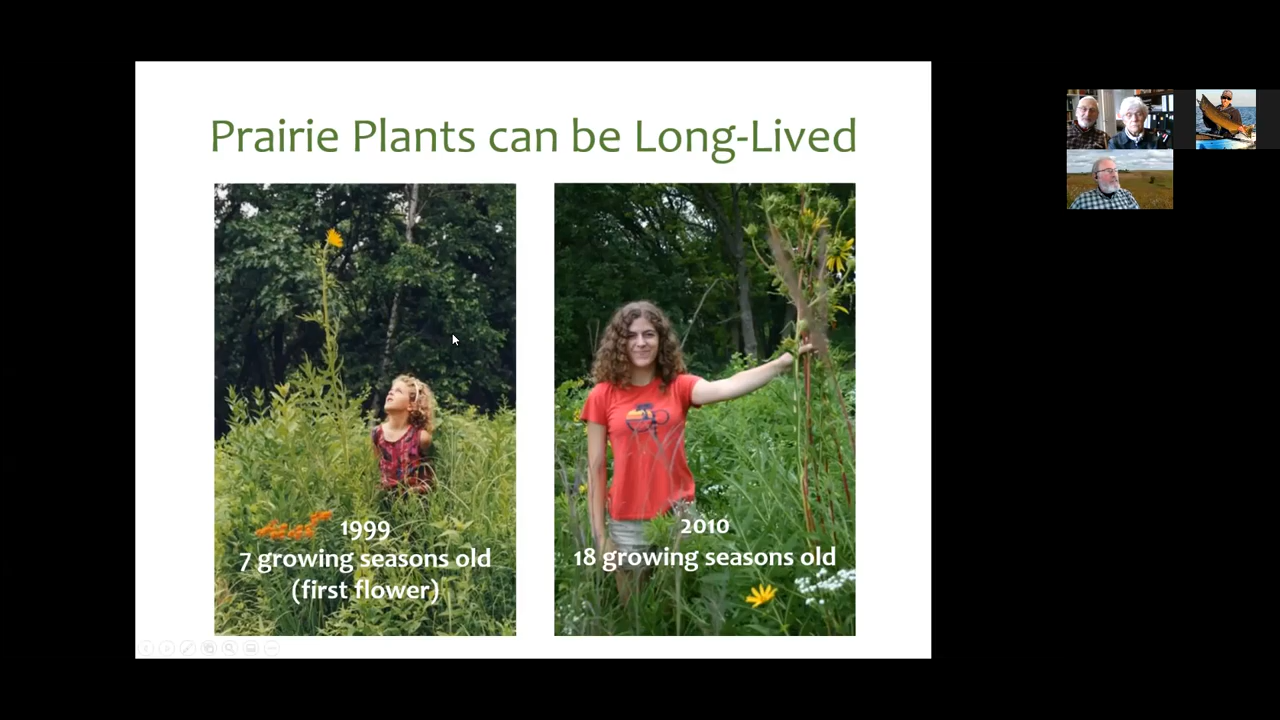 Prairie Plants can be Long-Lived
1999
7 growing seasons old
(first flower)
2010
18 growing seasons old